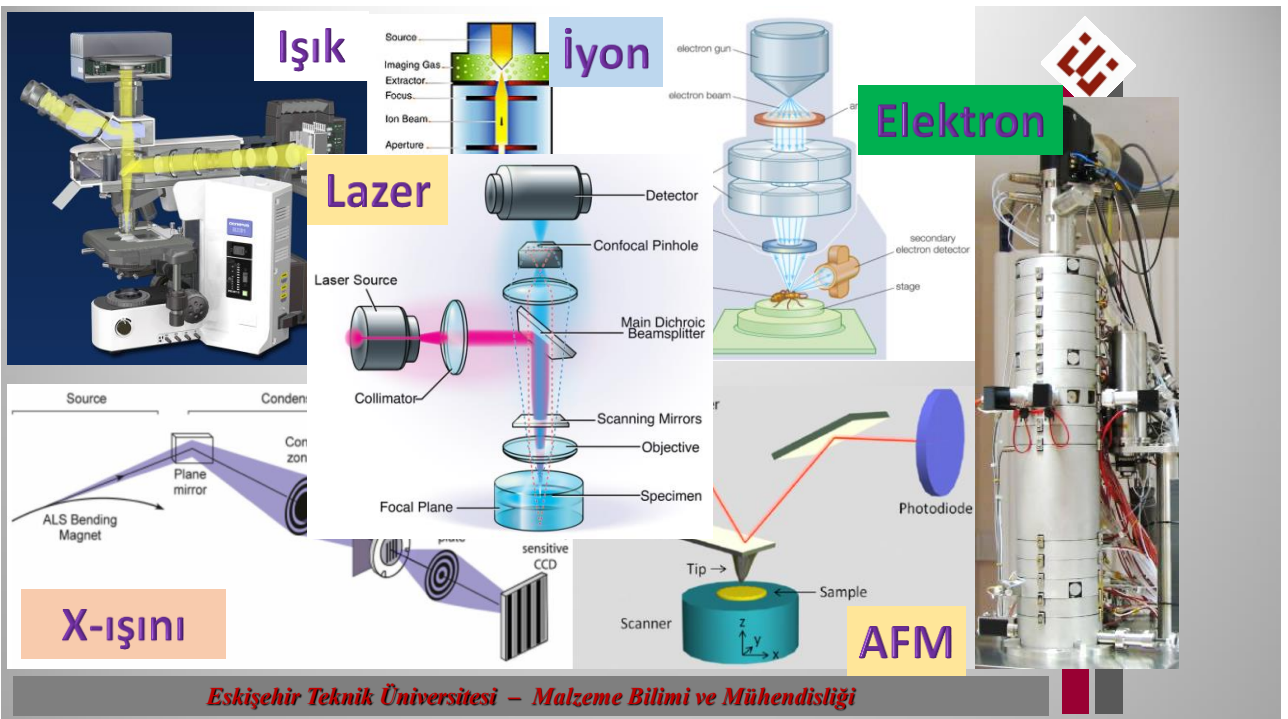 Işık
Source
Imaging Gas
Extractor
Focus
Ion Beam
Aperture
İyon
electron gun
electron beam
Elektron
secondary
electron detector
stage
Lazer
Detector
Confocal Pinhole
Laser Source
Main Dichroic
Beamsplitter
Collimator
Scanning Mirrors
Objective
Specimen
Focal Plane
Source
Plane
mirror
ALS Bending
Magnet
plate
sensitive
CCD
X-ışını
Photodiode
Tip
Sample
Scanner
z
y
x
AFM
Eskişehir Teknik Üniversitesi – Malzeme Bilimi ve Mühendisliği